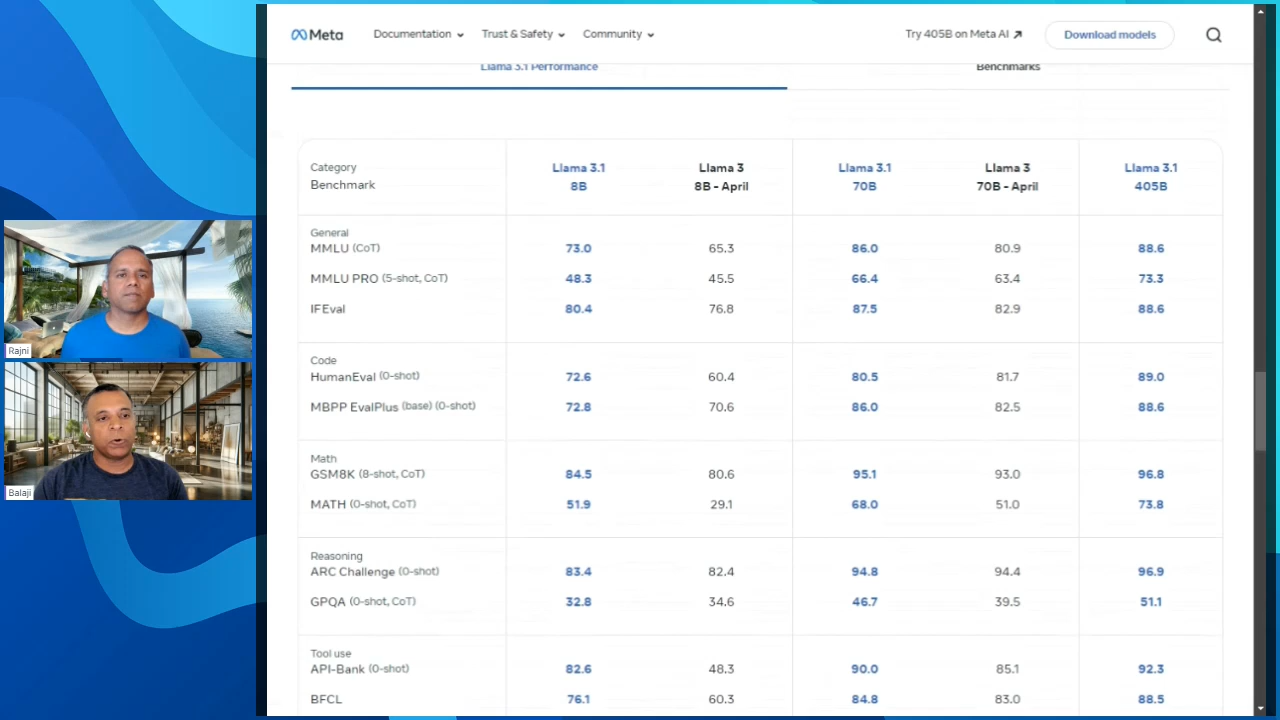 Meta Documentation Trust & Safety Community Try 405B on Meta AI Download models
Llama 3.1 Performance Benchmarks
Category
Benchmark
Llama 3.1
8B
Llama 3
8B - April
Llama 3.1
70B
Llama 3
70B - April
Llama 3.1
405B
General
MMLU (CoT) 73.0 65.3 86.0 80.9 88.6
MMLU PRO (5-shot, CoT) 48.3 45.5 66.4 63.4 73.3
IFEval 80.4 76.8 87.5 82.9 88.6
Code
HumanEval (0-shot) 72.6 60.4 80.5 81.7 89.0
MBPP EvalPlus (base) (0-shot) 72.8 70.6 86.0 82.5 88.6
Math
GSM8K (8-shot, CoT) 84.5 80.6 95.1 93.0 96.8
MATH (0-shot, CoT) 51.9 29.1 68.0 51.0 73.8
Reasoning
ARC Challenge (0-shot) 83.4 82.4 94.8 94.4 96.9
GPQA (0-shot, CoT) 32.8 34.6 46.7 39.5 51.1
Tool use
API-Bank (0-shot) 82.6 48.3 90.0 85.1 92.3
BFCL 76.1 60.3 84.8 83.0 88.5
Rajni
Balaji